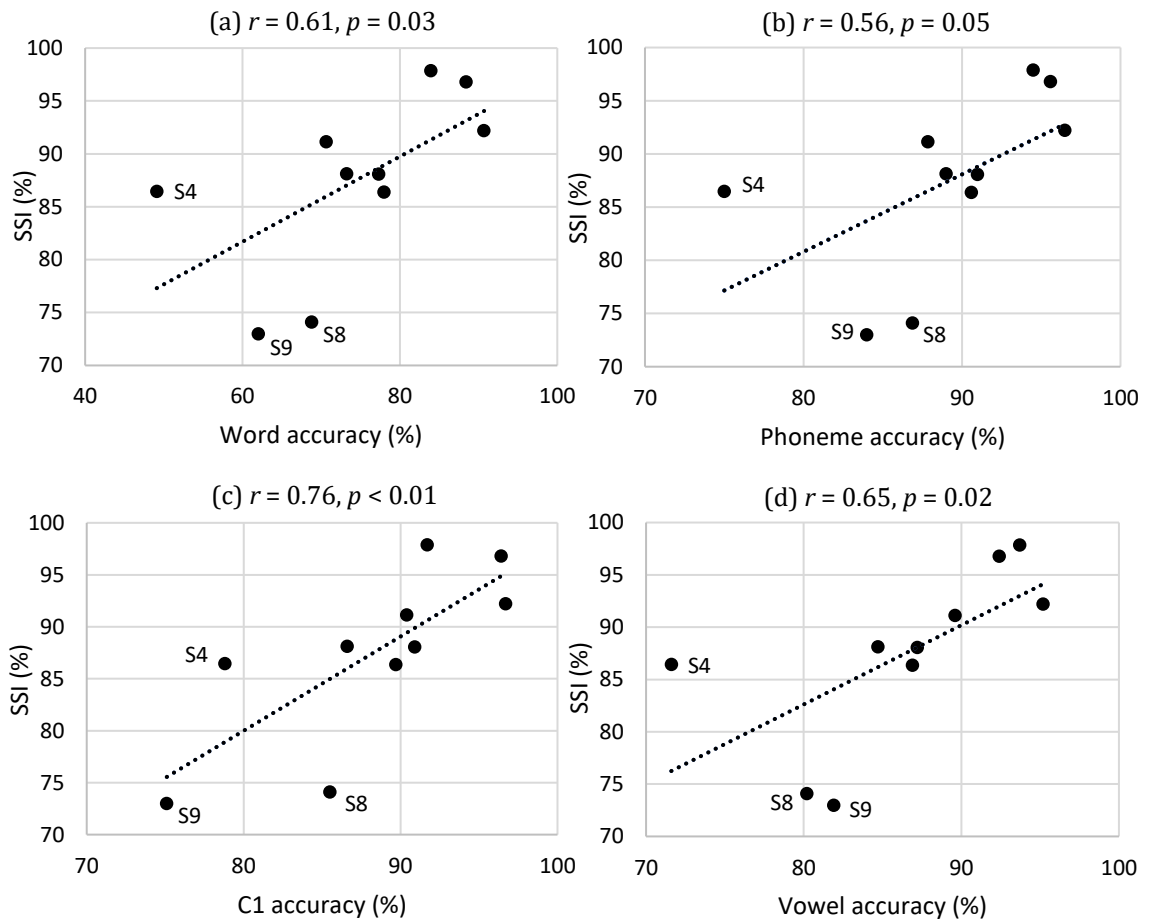 (a) r = 0.61, p = 0.03
100
95
90
85
80
75
70
SSI (%)
S4
S9
S8
40
60
80
100
Word accuracy (%)
(b) r = 0.56, p = 0.05
100
95
90
85
80
75
70
SSI (%)
S4
S9
S8
70
80
90
100
Phoneme accuracy (%)
(c) r = 0.76, p < 0.01
100
95
90
85
80
75
70
SSI (%)
S4
S9
S8
70
80
90
100
C1 accuracy (%)
(d) r = 0.65, p = 0.02
100
95
90
85
80
75
70
SSI (%)
S4
S8
S9
70
80
90
100
Vowel accuracy (%)